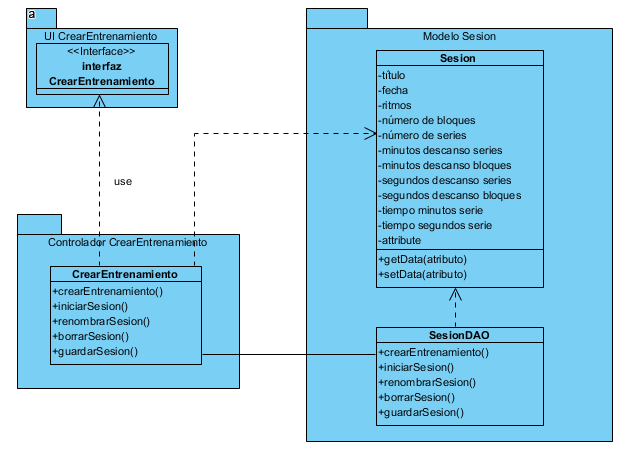 a
UI CrearEntrenamiento
<<Interface>>
interfaz
CrearEntrenamiento
use
Controlador CrearEntrenamiento
CrearEntrenamiento
+crearEntrenamiento()
+iniciarSesion()
+renombrarSesion()
+borrarSesion()
+guardarSesion()
Modelo Sesion
Sesion
-título
-fecha
-ritmos
-número de bloques
-número de series
-minutos descanso series
-minutos descanso bloques
-segundos descanso series
-segundos descanso bloques
-tiempo minutos serie
-tiempo segundos serie
-attribute
+getData(atributo)
+setData(atributo)
SesionDAO
+crearEntrenamiento()
+iniciarSesion()
+renombrarSesion()
+borrarSesion()
+guardarSesion()